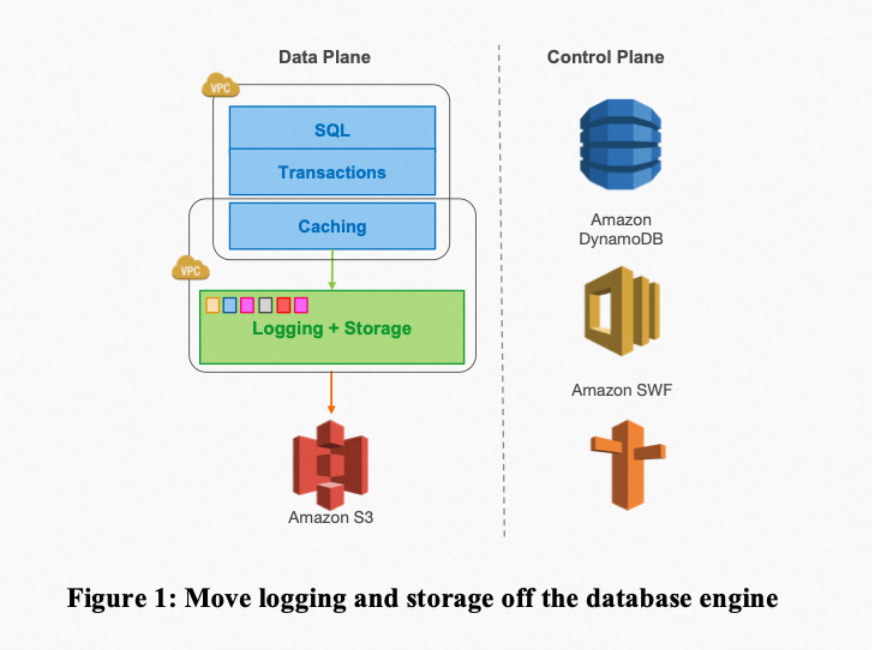 Data Plane
Control Plane
VPC
SQL
Transactions
Caching
VPC
Logging + Storage
Amazon S3
Amazon
DynamoDB
Amazon SWF
Figure 1: Move logging and storage off the database engine